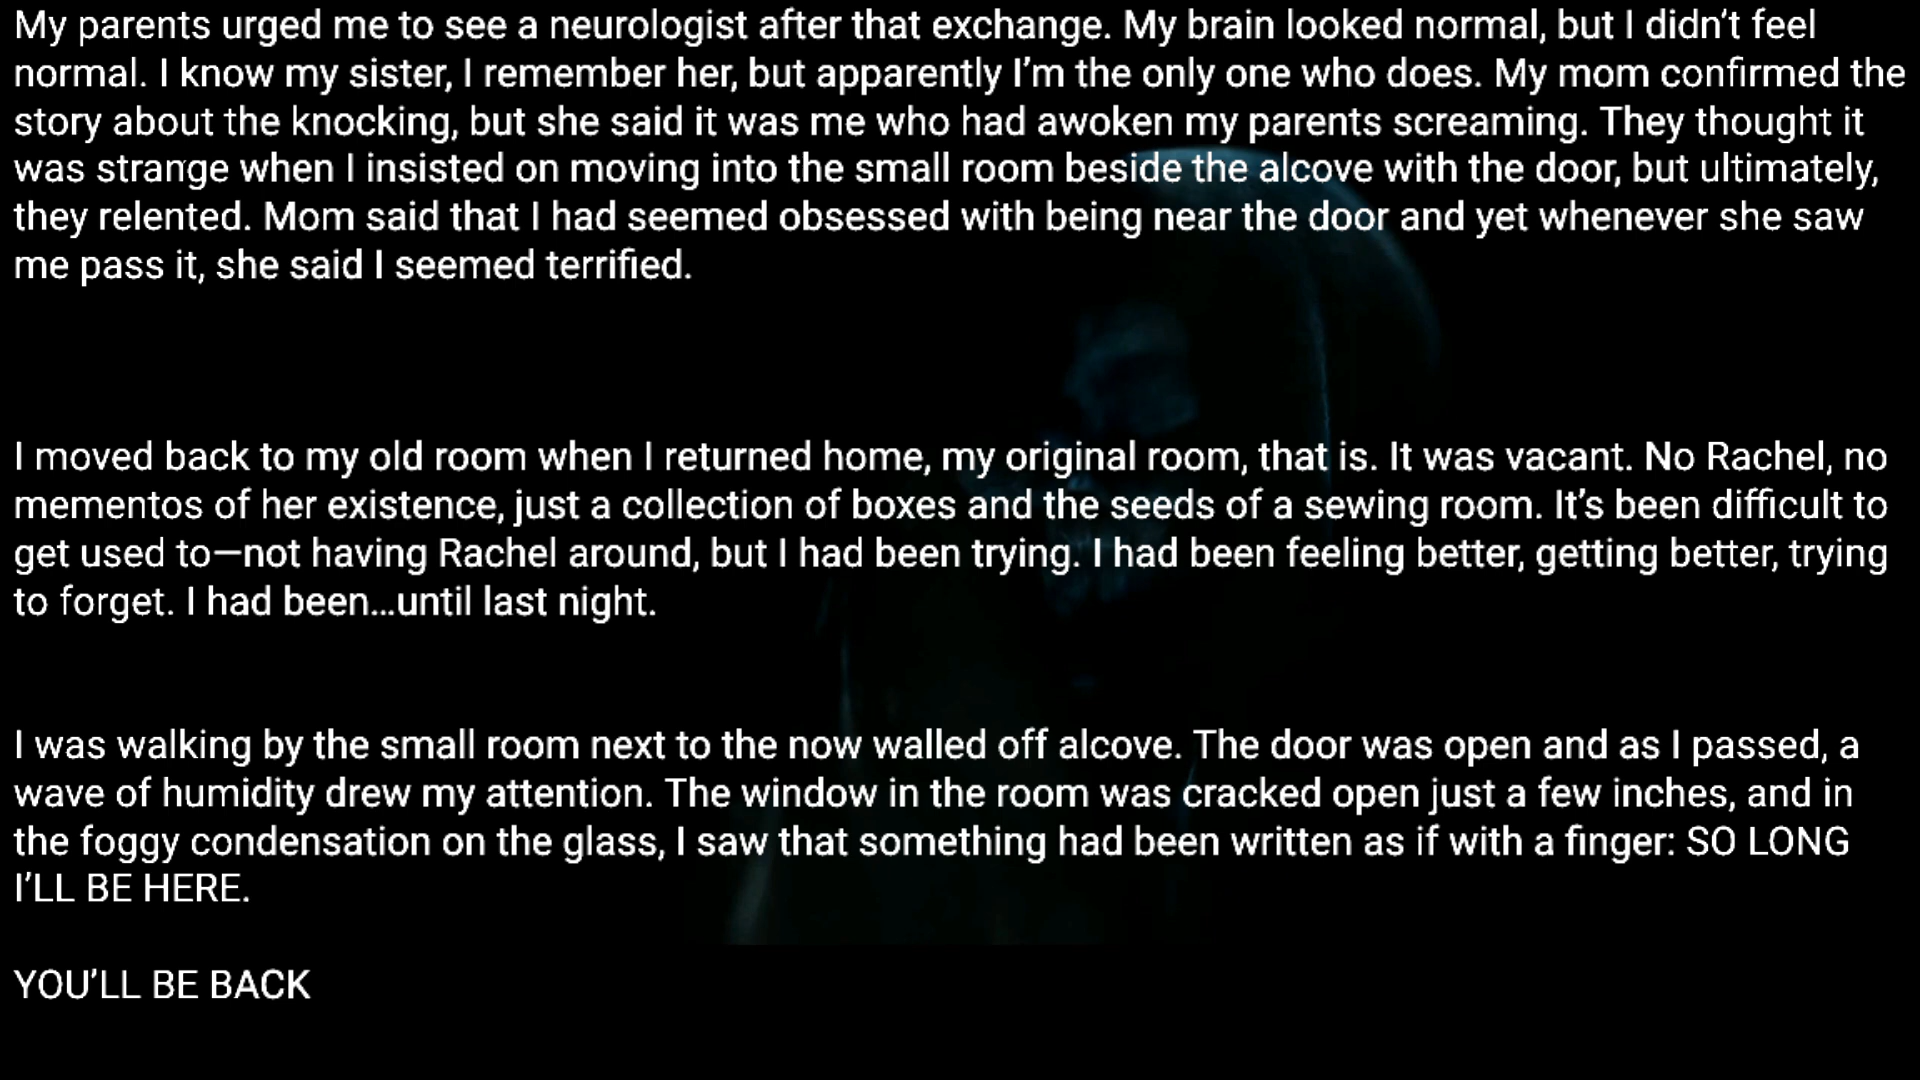 My parents urged me to see a neurologist after that exchange. My brain looked normal, but I didn’t feel
normal. I know my sister, I remember her, but apparently I’m the only one who does. My mom confirmed the
story about the knocking, but she said it was me who had awoken my parents screaming. They thought it
was strange when I insisted on moving into the small room beside the alcove with the door, but ultimately,
they relented. Mom said that I had seemed obsessed with being near the door and yet whenever she saw
me pass it, she said I seemed terrified.
I moved back to my old room when I returned home, my original room, that is. It was vacant. No Rachel, no
mementos of her existence, just a collection of boxes and the seeds of a sewing room. It’s been difficult to
get used to—not having Rachel around, but I had been trying. I had been feeling better, getting better, trying
to forget. I had been…until last night.
I was walking by the small room next to the now walled off alcove. The door was open and as I passed, a
wave of humidity drew my attention. The window in the room was cracked open just a few inches, and in
the foggy condensation on the glass, I saw that something had been written as if with a finger: SO LONG
I’LL BE HERE.
YOU’LL BE BACK